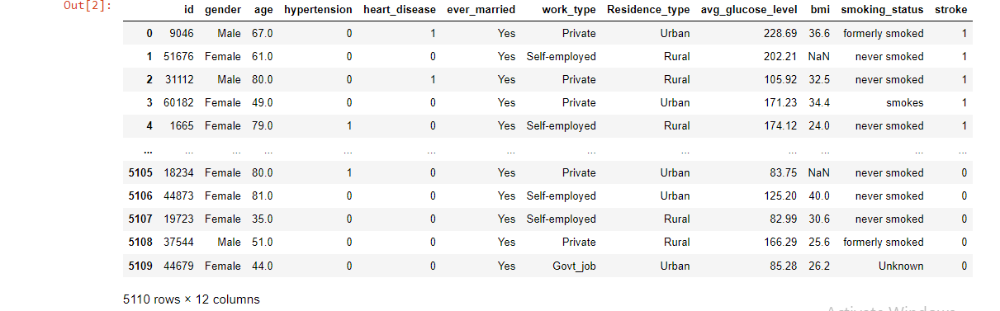 Out[2]:
id gender age hypertension heart_disease ever_married work_type Residence_type avg_glucose_level bmi smoking_status stroke
0 9046 Male 67.0 0 1 Yes Private Urban 228.69 36.6 formerly smoked 1
1 51676 Female 61.0 0 0 Yes Self-employed Rural 202.21 NaN never smoked 1
2 31112 Male 80.0 0 1 Yes Private Rural 105.92 32.5 never smoked 1
3 60182 Female 49.0 0 0 Yes Private Urban 171.23 34.4 smokes 1
4 1665 Female 79.0 1 0 Yes Self-employed Rural 174.12 24.0 never smoked 1
... ... ... ... ... ... ... ... ... ... ... ... ...
5105 18234 Female 80.0 1 0 Yes Private Urban 83.75 NaN never smoked 0
5106 44873 Female 81.0 0 0 Yes Self-employed Urban 125.20 40.0 never smoked 0
5107 19723 Female 35.0 0 0 Yes Self-employed Rural 82.99 30.6 never smoked 0
5108 37544 Male 51.0 0 0 Yes Private Rural 166.29 25.6 formerly smoked 0
5109 44679 Female 44.0 0 0 Yes Govt_job Urban 85.28 26.2 Unknown 0
5110 rows × 12 columns
Activate Windows